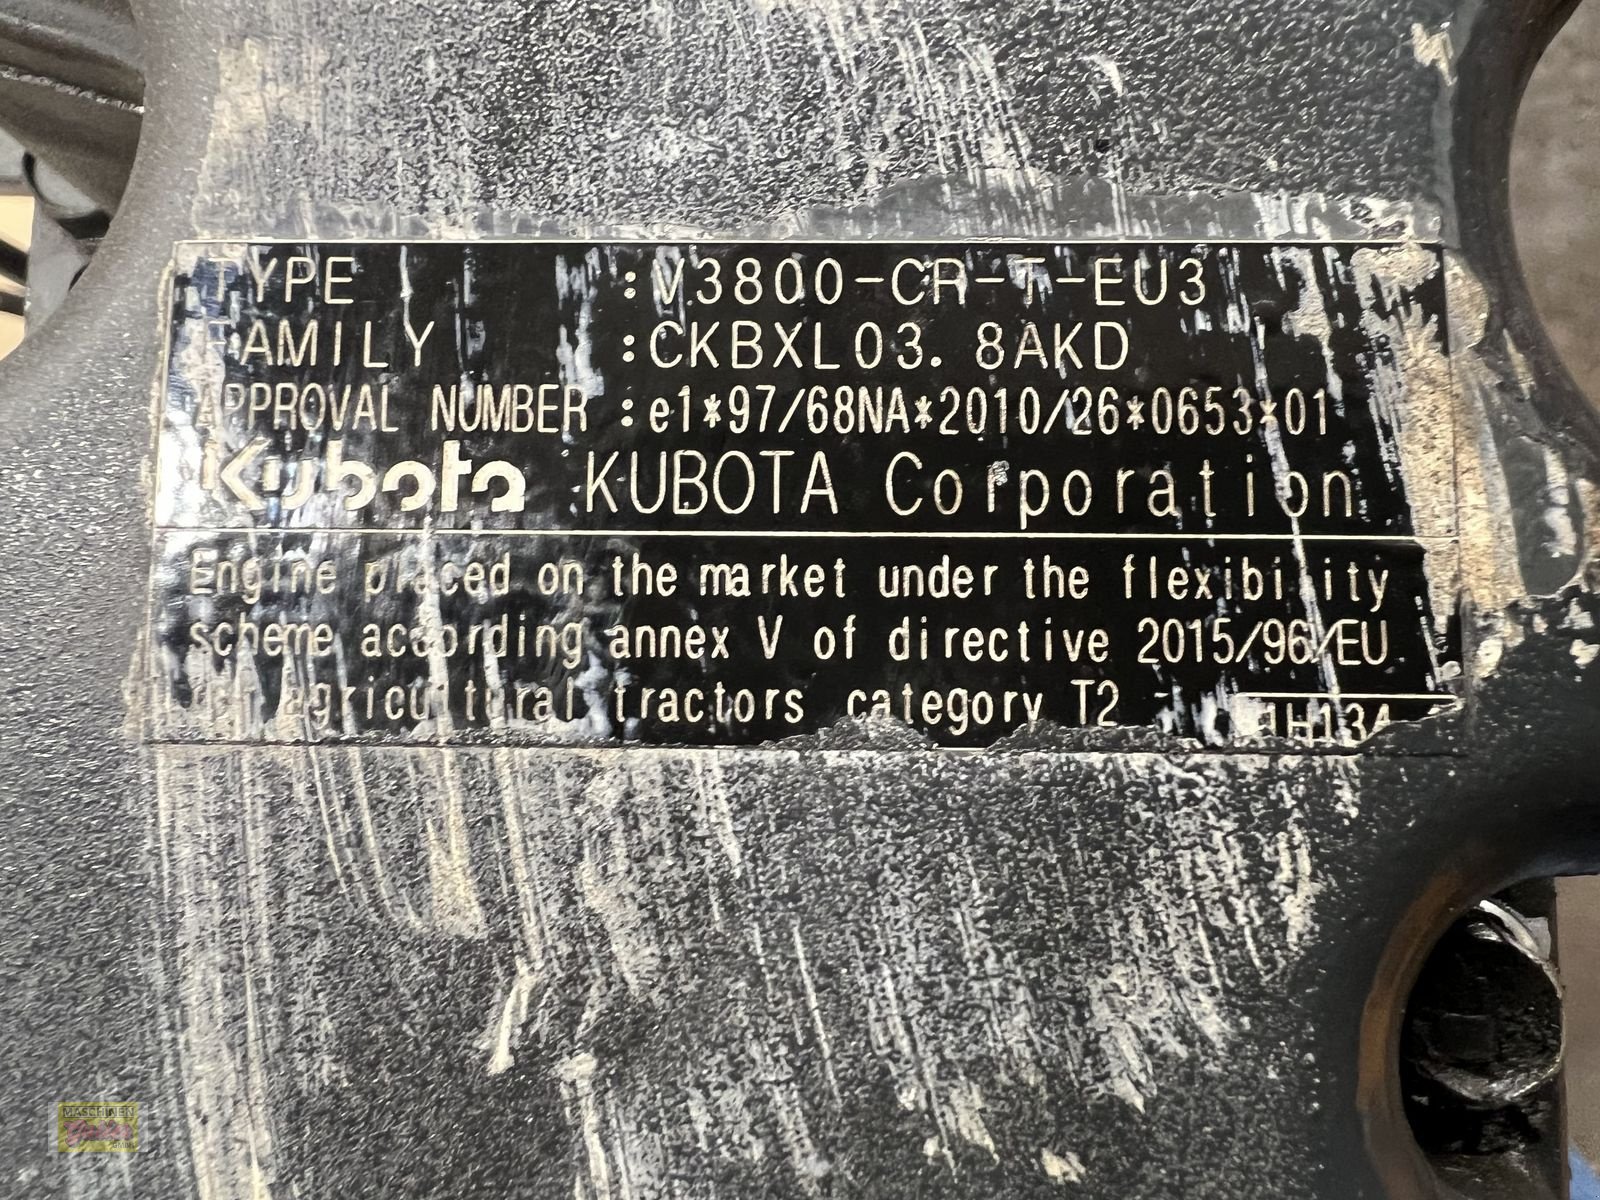 TYPE :V3800-CR-T-EU3
FAMILY :CKBXL03.8AKD
APPROVAL NUMBER :e1*97/68NA*2010/26*0653*01
Kubota KUBOTA Corporation
Engine placed on the market under the flexibility
scheme according annex V of directive 2015/96/EU
agricultural tractors category T2
MASCHINEN